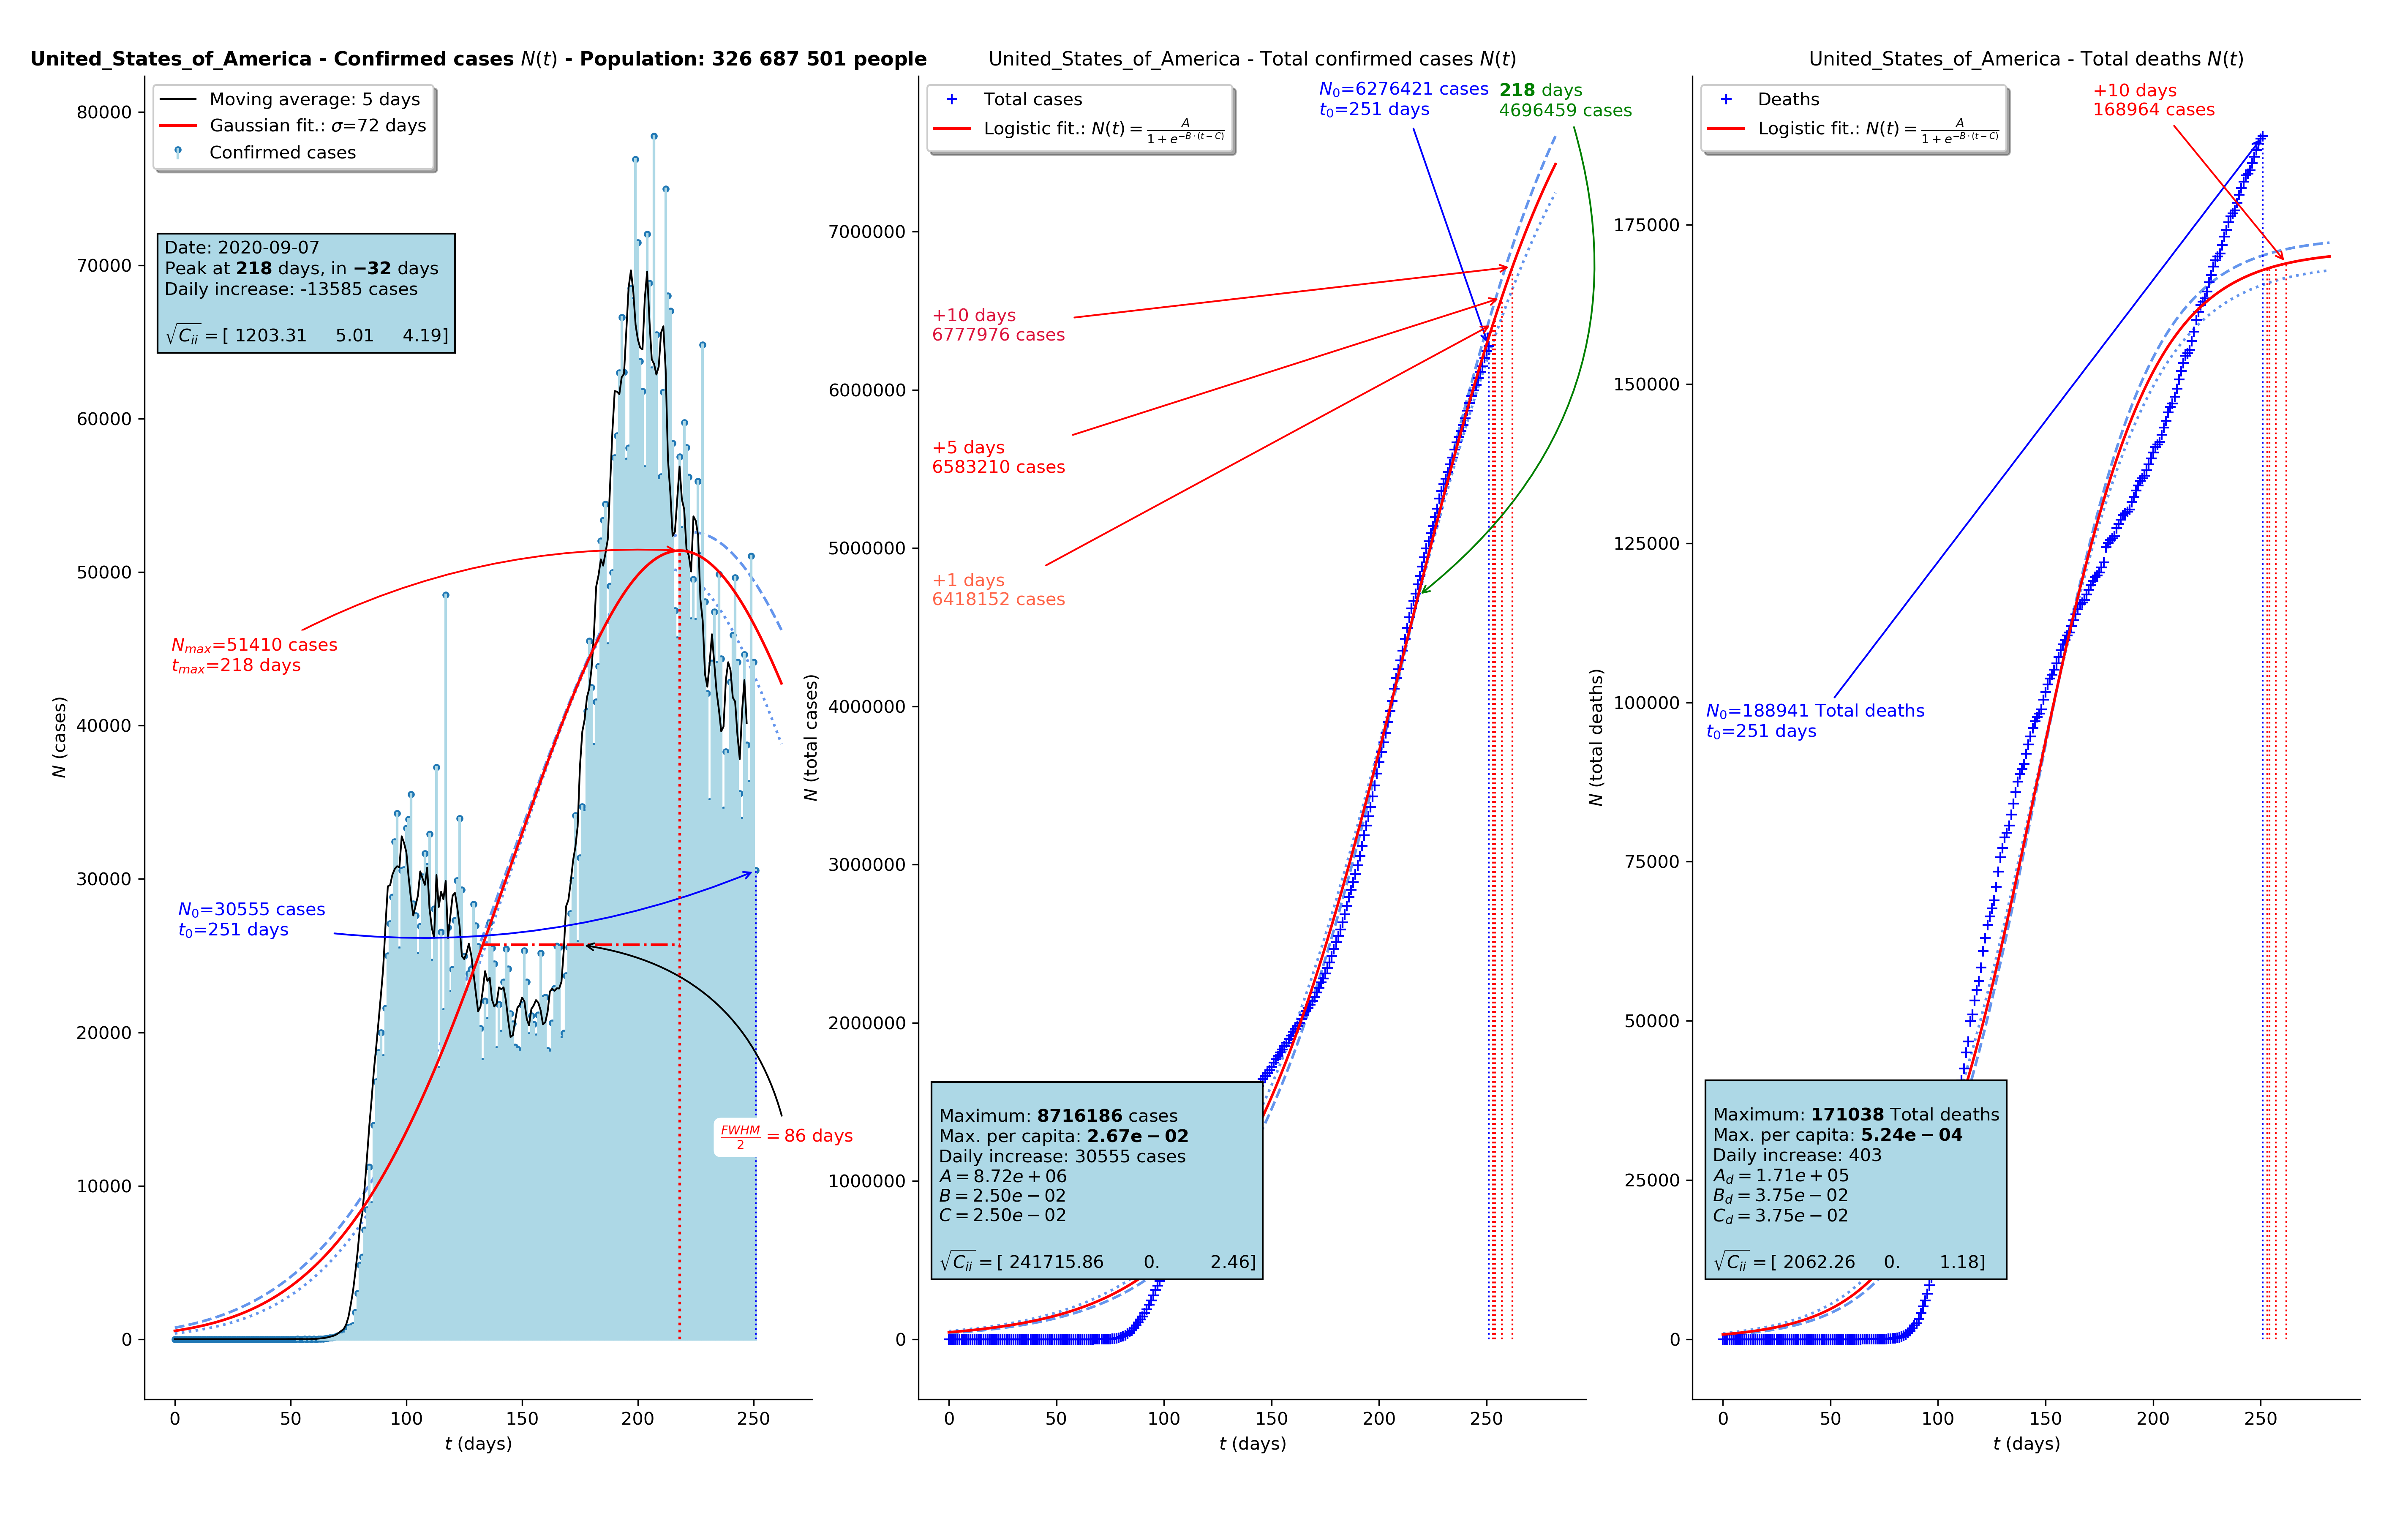 United_States_of_America - Confirmed cases N(t) - Population: 326 687 501 people
Moving average: 5 days
Gaussian fit.: σ=72 days
Confirmed cases
Date: 2020-09-07
Peak at 218 days, in −32 days
Daily increase: -13585 cases
√C_ii = [ 1203.31 5.01 4.19]
N_max=51410 cases
t_max=218 days
N_0=30555 cases
t_0=251 days
FWHM/2 = 86 days
N (cases)
80000
70000
60000
50000
40000
30000
20000
10000
0
0 50 100 150 200 250
t (days)
United_States_of_America - Total confirmed cases N(t)
Total cases
Logistic fit.: N(t) = A/(1 + e^{−B·(t−C)})
N_0=6276421 cases
t_0=251 days
218 days
4696459 cases
+10 days
6777976 cases
+5 days
6583210 cases
+1 days
6418152 cases
Maximum: 8716186 cases
Max. per capita: 2.67e − 02
Daily increase: 30555 cases
A = 8.72e + 06
B = 2.50e − 02
C = 2.50e − 02
√C_ii = [ 241715.86 0. 2.46]
N (total cases)
7000000
6000000
5000000
4000000
3000000
2000000
1000000
0
0 50 100 150 200 250
t (days)
United_States_of_America - Total deaths N(t)
Deaths
Logistic fit.: N(t) = A/(1 + e^{−B·(t−C)})
+10 days
168964 cases
N_0=188941 Total deaths
t_0=251 days
Maximum: 171038 Total deaths
Max. per capita: 5.24e − 04
Daily increase: 403
A_d = 1.71e + 05
B_d = 3.75e − 02
C_d = 3.75e − 02
√C_ii = [ 2062.26 0. 1.18]
N (total deaths)
175000
150000
125000
100000
75000
50000
25000
0
0 50 100 150 200 250
t (days)